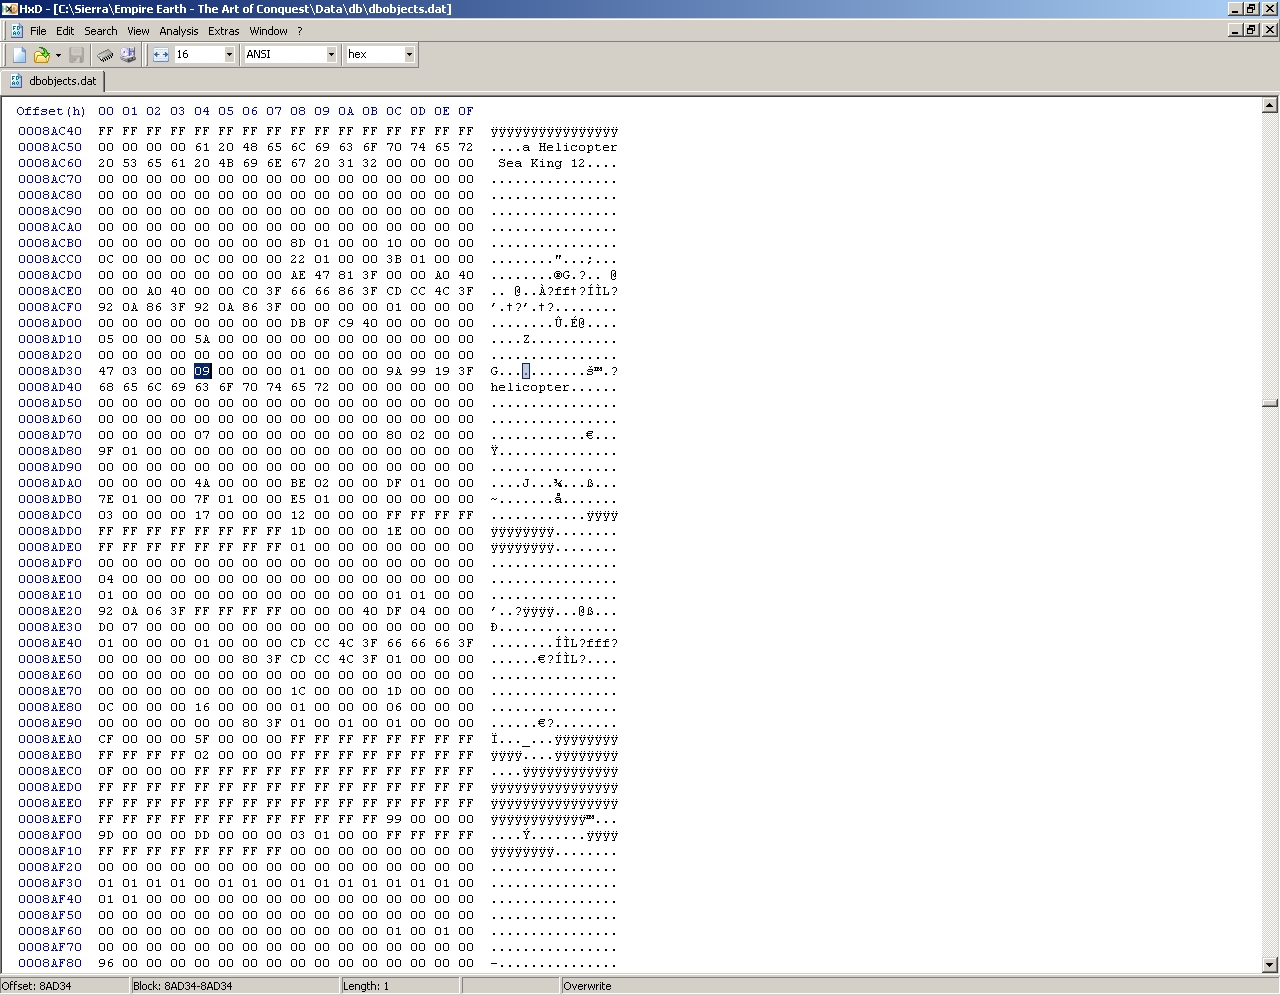 HxD - [C:\Sierra\Empire Earth - The Art of Conquest\Data\db\dbobjects.dat]
File Edit Search View Analysis Extras Window ?
16 ANSI hex
dbobjects.dat
Offset(h) 00 01 02 03 04 05 06 07 08 09 0A 0B 0C 0D 0E 0F
0008AC40 FF FF FF FF FF FF FF FF FF FF FF FF FF FF FF FF ÿÿÿÿÿÿÿÿÿÿÿÿÿÿÿÿ
0008AC50 00 00 00 00 61 20 48 65 6C 69 63 6F 70 74 65 72 ....a Helicopter
0008AC60 20 53 65 61 20 4B 69 6E 67 20 31 32 00 00 00 00 Sea King 12....
0008AC70 00 00 00 00 00 00 00 00 00 00 00 00 00 00 00 00 ................
0008AC80 00 00 00 00 00 00 00 00 00 00 00 00 00 00 00 00 ................
0008AC90 00 00 00 00 00 00 00 00 00 00 00 00 00 00 00 00 ................
0008ACA0 00 00 00 00 00 00 00 00 00 00 00 00 00 00 00 00 ................
0008ACB0 00 00 00 00 00 00 00 00 8D 01 00 00 10 00 00 00 ................
0008ACC0 0C 00 00 00 0C 00 00 00 22 01 00 00 3B 01 00 00 ........"...;...
0008ACD0 00 00 00 00 00 00 00 00 AE 47 81 3F 00 00 A0 40 ........®G.?.. @
0008ACE0 00 00 A0 40 00 00 C0 3F 66 66 86 3F CD CC 4C 3F .. @..À?ff†?ÍÌL?
0008ACF0 92 0A 86 3F 92 0A 86 3F 00 00 00 00 01 00 00 00 ’.†?’.†?........
0008AD00 00 00 00 00 00 00 00 00 DB 0F C9 40 00 00 00 00 ........Û.É@....
0008AD10 05 00 00 00 5A 00 00 00 00 00 00 00 00 00 00 00 ....Z...........
0008AD20 00 00 00 00 00 00 00 00 00 00 00 00 00 00 00 00 ................
0008AD30 47 03 00 00 09 00 00 00 01 00 00 00 9A 99 19 3F G...........š™.?
0008AD40 68 65 6C 69 63 6F 70 74 65 72 00 00 00 00 00 00 helicopter......
0008AD50 00 00 00 00 00 00 00 00 00 00 00 00 00 00 00 00 ................
0008AD60 00 00 00 00 00 00 00 00 00 00 00 00 00 00 00 00 ................
0008AD70 00 00 00 00 07 00 00 00 00 00 00 00 80 02 00 00 ............€...
0008AD80 9F 01 00 00 00 00 00 00 00 00 00 00 00 00 00 00 Ÿ...............
0008AD90 00 00 00 00 00 00 00 00 00 00 00 00 00 00 00 00 ................
0008ADA0 00 00 00 00 4A 00 00 00 BE 02 00 00 DF 01 00 00 ....J...¾...ß...
0008ADB0 7E 01 00 00 7F 01 00 00 E5 01 00 00 00 00 00 00 ~.......å.......
0008ADC0 03 00 00 00 17 00 00 00 12 00 00 00 FF FF FF FF ............ÿÿÿÿ
0008ADD0 FF FF FF FF FF FF FF FF 1D 00 00 00 1E 00 00 00 ÿÿÿÿÿÿÿÿ........
0008ADE0 FF FF FF FF FF FF FF FF 01 00 00 00 00 00 00 00 ÿÿÿÿÿÿÿÿ........
0008ADF0 00 00 00 00 00 00 00 00 00 00 00 00 00 00 00 00 ................
0008AE00 04 00 00 00 00 00 00 00 00 00 00 00 00 00 00 00 ................
0008AE10 01 00 00 00 00 00 00 00 00 00 00 00 01 01 00 00 ................
0008AE20 92 0A 06 3F FF FF FF FF 00 00 00 40 DF 04 00 00 ’..?ÿÿÿÿ...@ß...
0008AE30 D0 07 00 00 00 00 00 00 00 00 00 00 00 00 00 00 Ð...............
0008AE40 01 00 00 00 01 00 00 00 CD CC 4C 3F 66 66 66 3F ........ÍÌL?fff?
0008AE50 00 00 00 00 00 00 80 3F CD CC 4C 3F 01 00 00 00 ......€?ÍÌL?....
0008AE60 00 00 00 00 00 00 00 00 00 00 00 00 00 00 00 00 ................
0008AE70 00 00 00 00 00 00 00 00 1C 00 00 00 1D 00 00 00 ................
0008AE80 0C 00 00 00 16 00 00 00 01 00 00 00 06 00 00 00 ................
0008AE90 00 00 00 00 00 00 80 3F 01 00 01 00 01 00 00 00 ......€?........
0008AEA0 CF 00 00 00 5F 00 00 00 FF FF FF FF FF FF FF FF Ï..._...ÿÿÿÿÿÿÿÿ
0008AEB0 FF FF FF FF 02 00 00 00 FF FF FF FF FF FF FF FF ÿÿÿÿ....ÿÿÿÿÿÿÿÿ
0008AEC0 0F 00 00 00 FF FF FF FF FF FF FF FF FF FF FF FF ....ÿÿÿÿÿÿÿÿÿÿÿÿ
0008AED0 FF FF FF FF FF FF FF FF FF FF FF FF FF FF FF FF ÿÿÿÿÿÿÿÿÿÿÿÿÿÿÿÿ
0008AEE0 FF FF FF FF FF FF FF FF FF FF FF FF FF FF FF FF ÿÿÿÿÿÿÿÿÿÿÿÿÿÿÿÿ
0008AEF0 FF FF FF FF FF FF FF FF FF FF FF FF 99 00 00 00 ÿÿÿÿÿÿÿÿÿÿÿÿ™...
0008AF00 9D 00 00 00 DD 00 00 00 03 01 00 00 FF FF FF FF ....Ý.......ÿÿÿÿ
0008AF10 FF FF FF FF FF FF FF FF 00 00 00 00 00 00 00 00 ÿÿÿÿÿÿÿÿ........
0008AF20 00 00 00 00 00 00 00 00 00 00 00 00 00 00 00 00 ................
0008AF30 01 01 01 01 00 01 01 00 01 01 01 01 01 01 01 00 ................
0008AF40 01 01 00 00 00 00 00 00 00 00 00 00 00 00 00 00 ................
0008AF50 00 00 00 00 00 00 00 00 00 00 00 00 00 00 00 00 ................
0008AF60 00 00 00 00 00 00 00 00 00 00 00 00 01 00 01 00 ................
0008AF70 00 00 00 00 00 00 00 00 00 00 00 00 00 00 00 00 ................
0008AF80 96 00 00 00 00 00 00 00 00 00 00 00 00 00 00 00 –...............
Offset: 8AD34 Block: 8AD34-8AD34 Length: 1 Overwrite